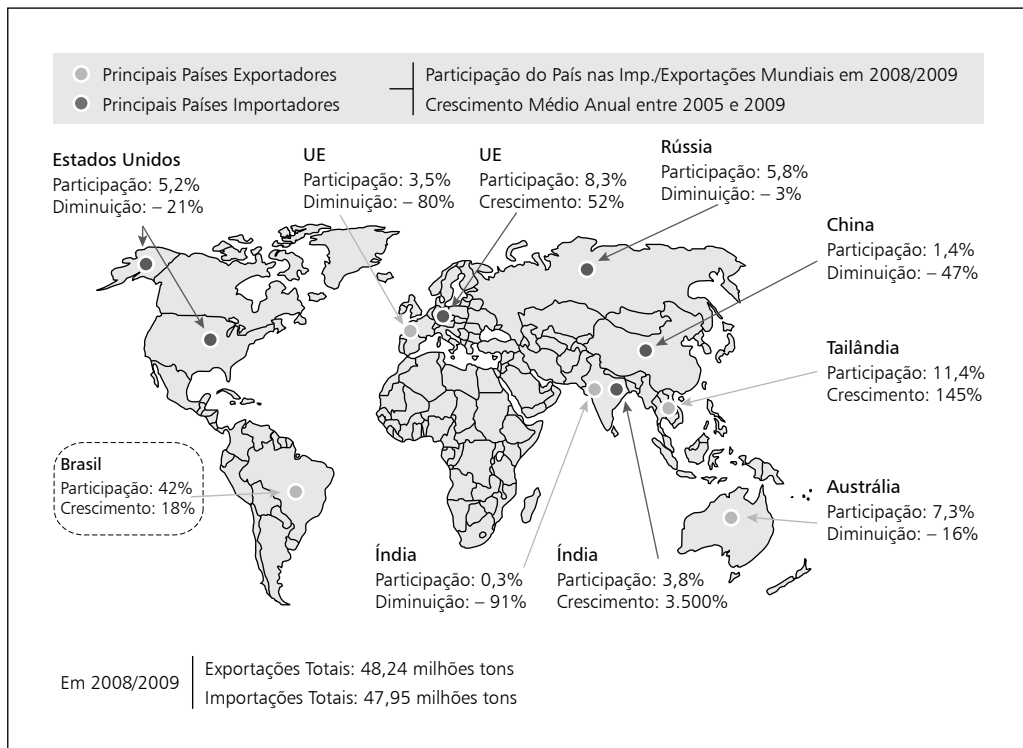 Principais Países Exportadores
Principais Países Importadores
Participação do País nas Imp./Exportações Mundiais em 2008/2009
Crescimento Médio Anual entre 2005 e 2009
Estados Unidos
Participação: 5,2%
Diminuição: – 21%
UE
Participação: 3,5%
Diminuição: – 80%
UE
Participação: 8,3%
Crescimento: 52%
Rússia
Participação: 5,8%
Diminuição: – 3%
China
Participação: 1,4%
Diminuição: – 47%
Tailândia
Participação: 11,4%
Crescimento: 145%
Brasil
Participação: 42%
Crescimento: 18%
Austrália
Participação: 7,3%
Diminuição: – 16%
Índia
Participação: 0,3%
Diminuição: – 91%
Índia
Participação: 3,8%
Crescimento: 3.500%
Em 2008/2009
Exportações Totais: 48,24 milhões tons
Importações Totais: 47,95 milhões tons